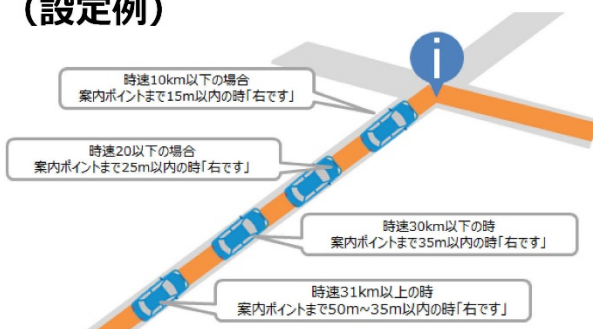 （設定例）
i
時速10km以下の場合
案内ポイントまで15m以内の時「右です」
時速20以下の場合
案内ポイントまで25m以内の時「右です」
時速30km以下の時
案内ポイントまで35m以内の時「右です」
時速31km以上の時
案内ポイントまで50m～35m以内の時「右です」